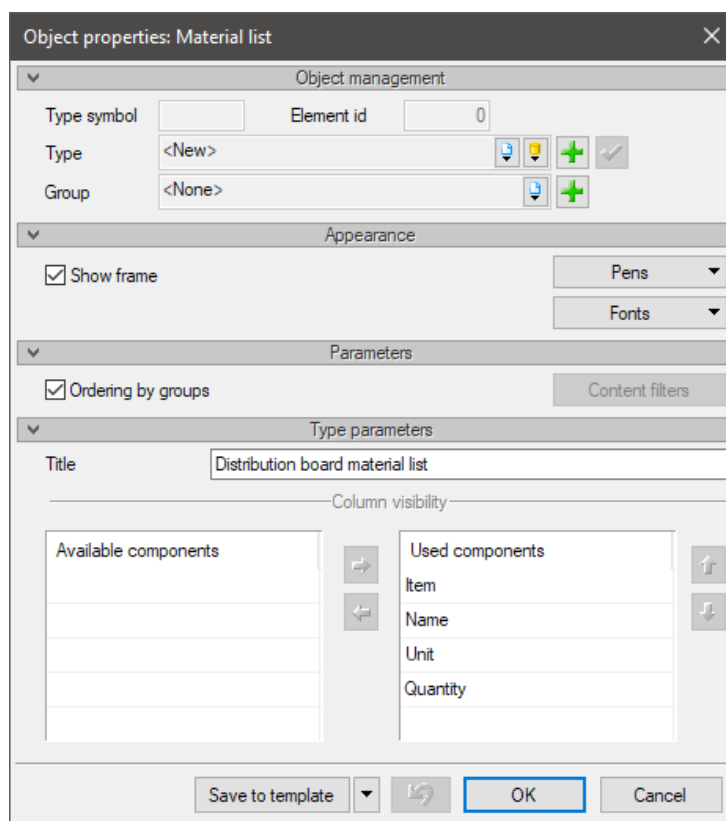 Object properties: Material list
Object management
Type symbol Element id 0
Type <New>
Group <None>
Appearance
Show frame Pens
Fonts
Parameters
Ordering by groups Content filters
Type parameters
Title Distribution board material list
Column visibility
Available components Used components
Item
Name
Unit
Quantity
Save to template OK Cancel